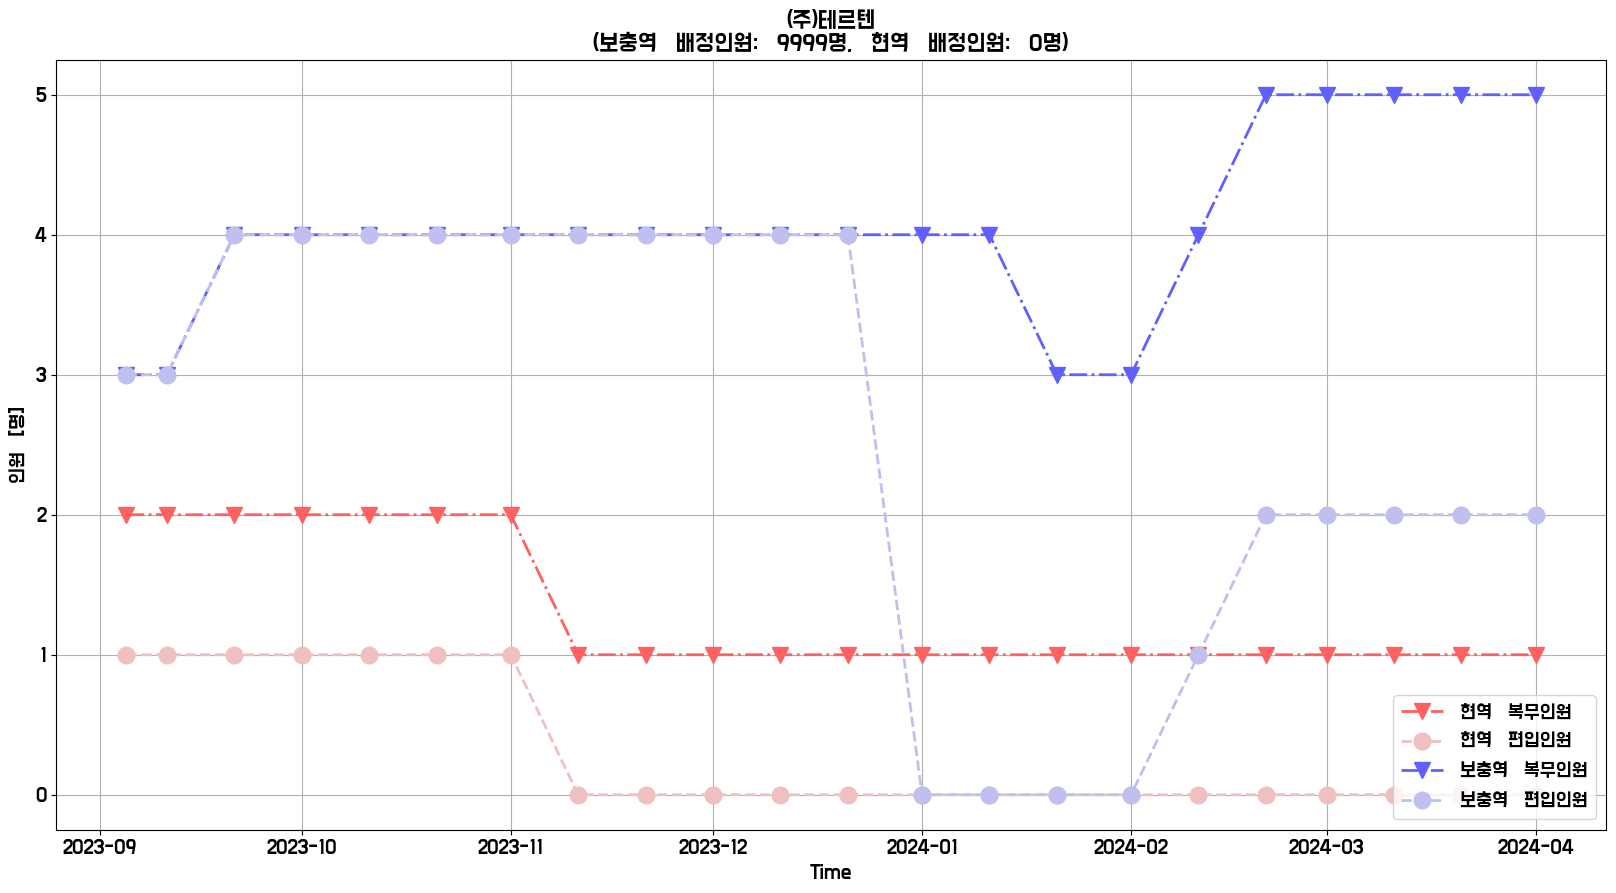 (주)테르텐
(보충역 배정인원: 9999명, 현역 배정인원: 0명)
5
4
3
2
1
0
인원 [명]
2023-09 2023-10 2023-11 2023-12 2024-01 2024-02 2024-03 2024-04
Time
현역 복무인원
현역 편입인원
보충역 복무인원
보충역 편입인원